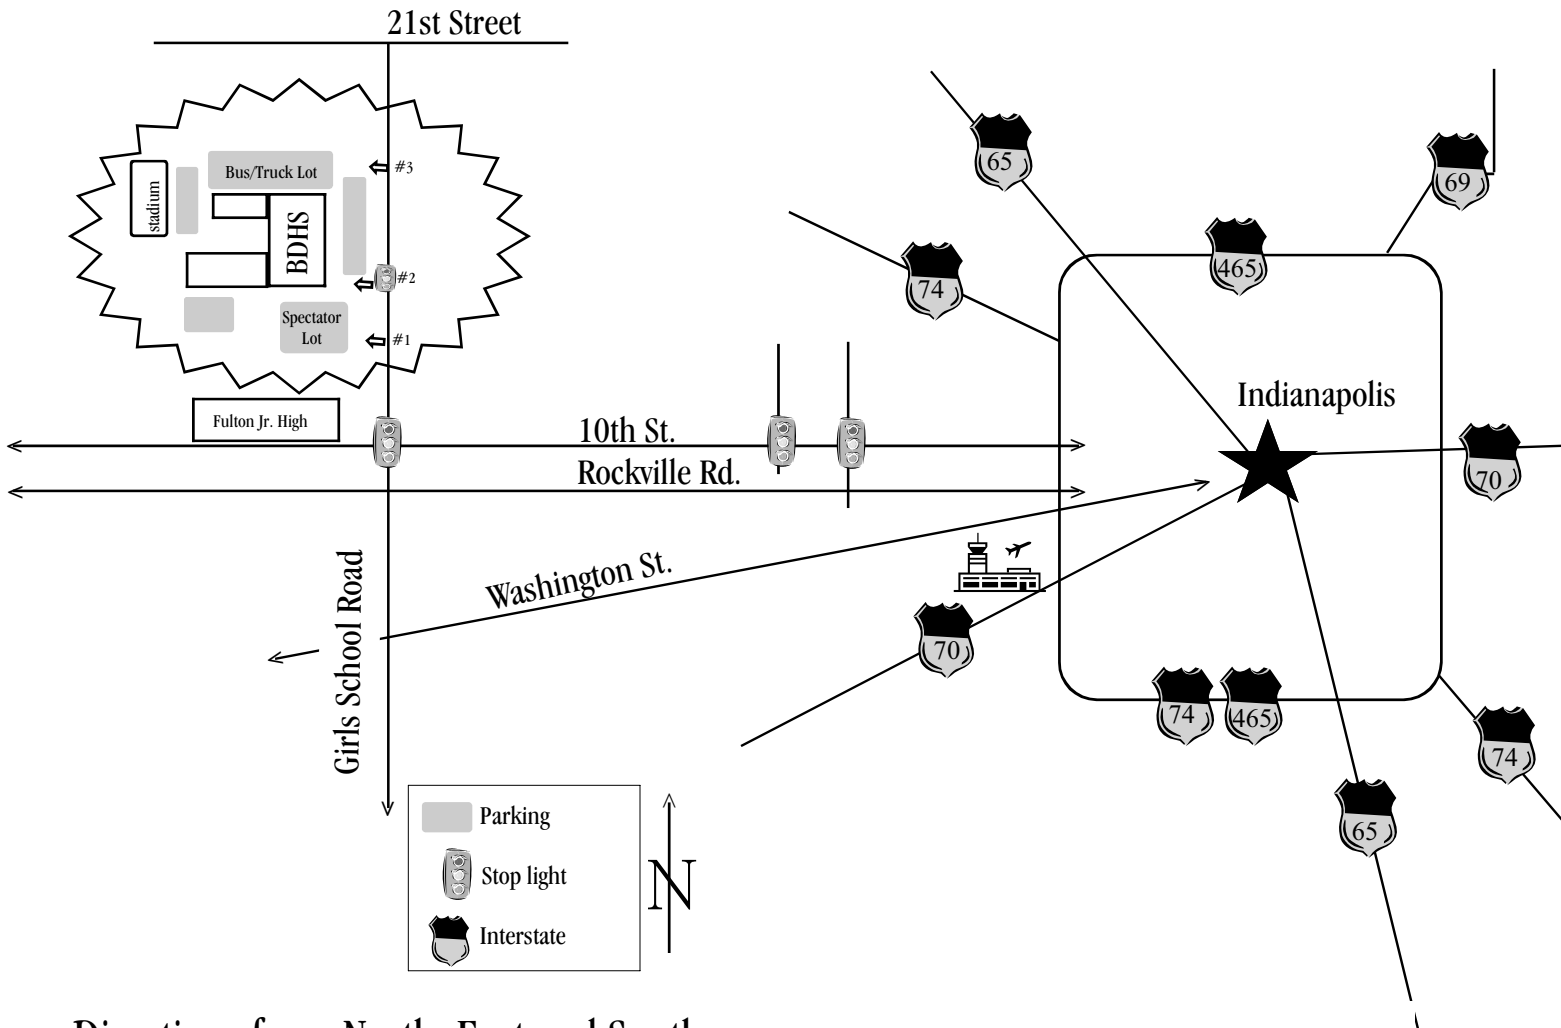 21st Street
Bus/Truck Lot
#3
stadium
BDHS
#2
Spectator
Lot
#1
Fulton Jr. High
10th St.
Rockville Rd.
Washington St.
Girls School Road
65
69
465
74
Indianapolis
70
70
74
465
74
65
Parking
Stop light
Interstate
N
Directions from North, East and South